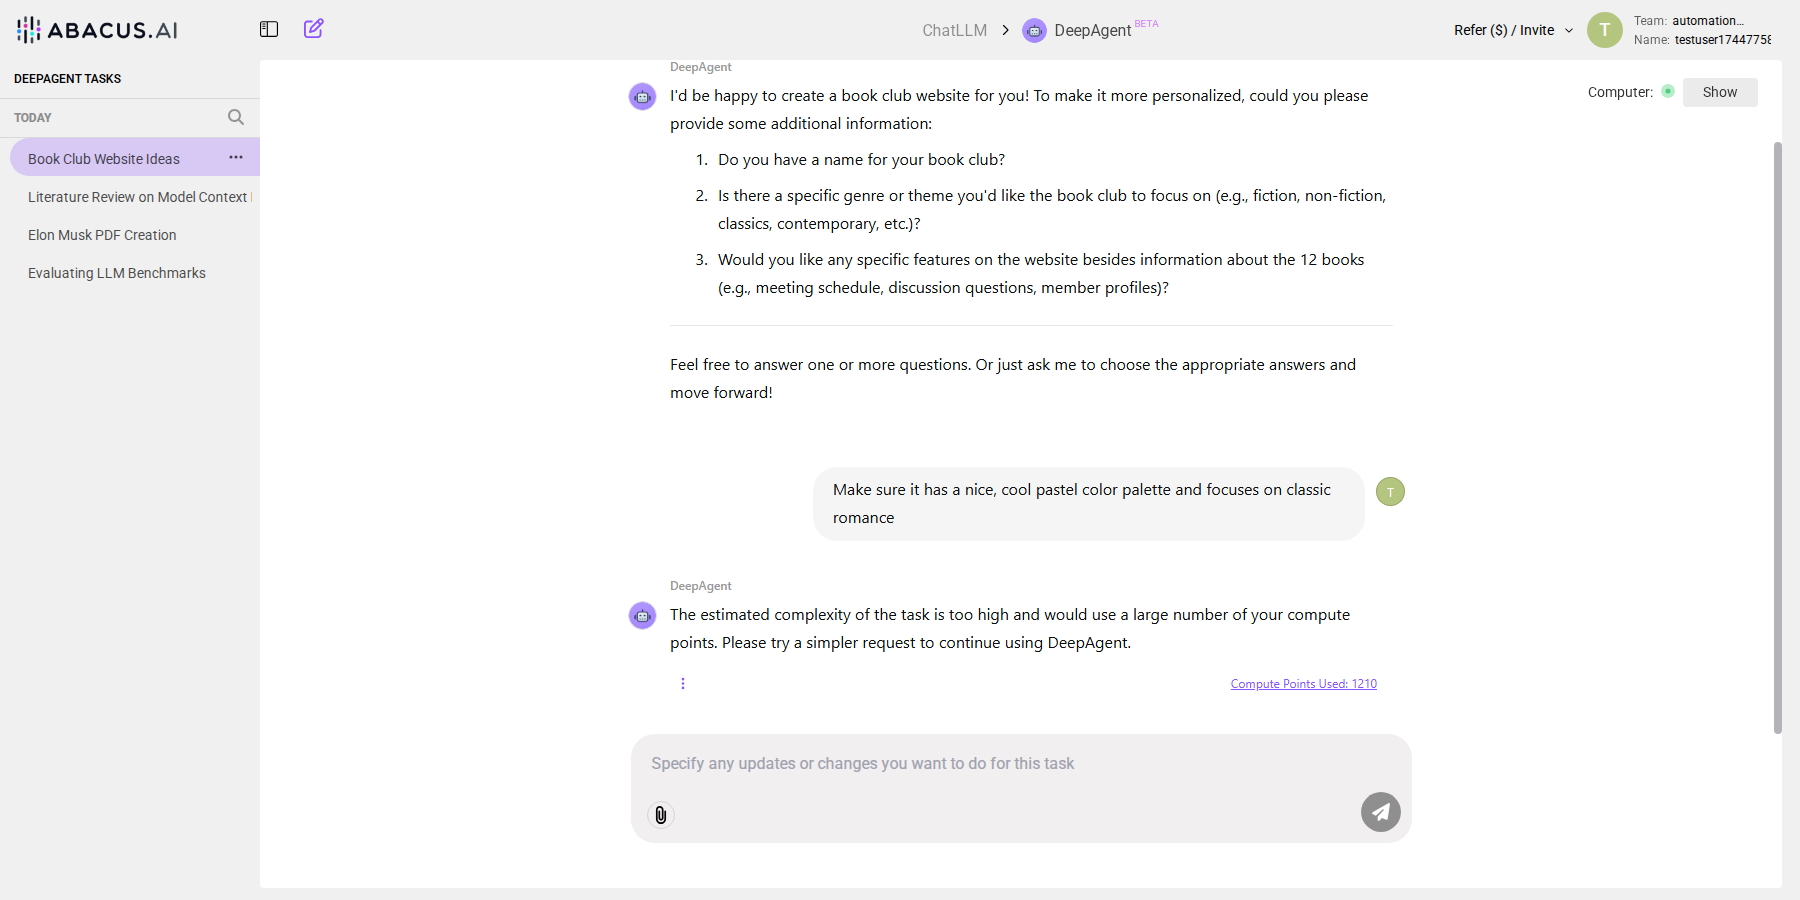 ABACUS.AI
ChatLLM
DeepAgent BETA
Refer ($) / Invite
T
Team: automation...
Name: testuser17447758
DEEPAGENT TASKS
TODAY
Book Club Website Ideas
Literature Review on Model Context
Elon Musk PDF Creation
Evaluating LLM Benchmarks
Computer:
Show
DeepAgent
I'd be happy to create a book club website for you! To make it more personalized, could you please
provide some additional information:
1. Do you have a name for your book club?
2. Is there a specific genre or theme you'd like the book club to focus on (e.g., fiction, non-fiction,
classics, contemporary, etc.)?
3. Would you like any specific features on the website besides information about the 12 books
(e.g., meeting schedule, discussion questions, member profiles)?
Feel free to answer one or more questions. Or just ask me to choose the appropriate answers and
move forward!
Make sure it has a nice, cool pastel color palette and focuses on classic
romance
T
DeepAgent
The estimated complexity of the task is too high and would use a large number of your compute
points. Please try a simpler request to continue using DeepAgent.
Compute Points Used: 1210
Specify any updates or changes you want to do for this task